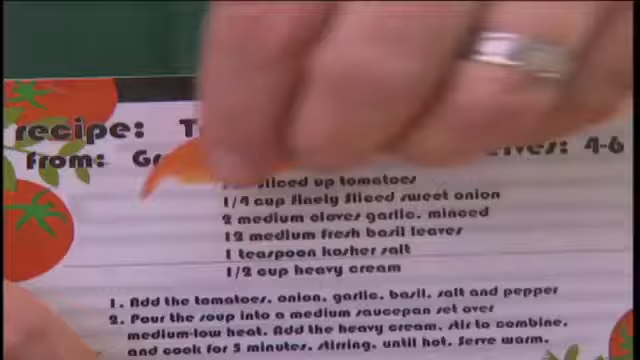 recipe: T
From: Gr ves: 4-6
sliced up tomatoes
1/4 cup finely sliced sweet onion
2 medium cloves garlic, minced
12 medium fresh basil leaves
1 teaspoon kosher salt
1/2 cup heavy cream
1. Add the tomatoes, onion, garlic, basil, salt and pepper
2. Pour the soup into a medium saucepan set over
medium-low heat. Add the heavy cream, stir to combine,
and cook for 5 minutes, stirring, until hot. Serve warm.